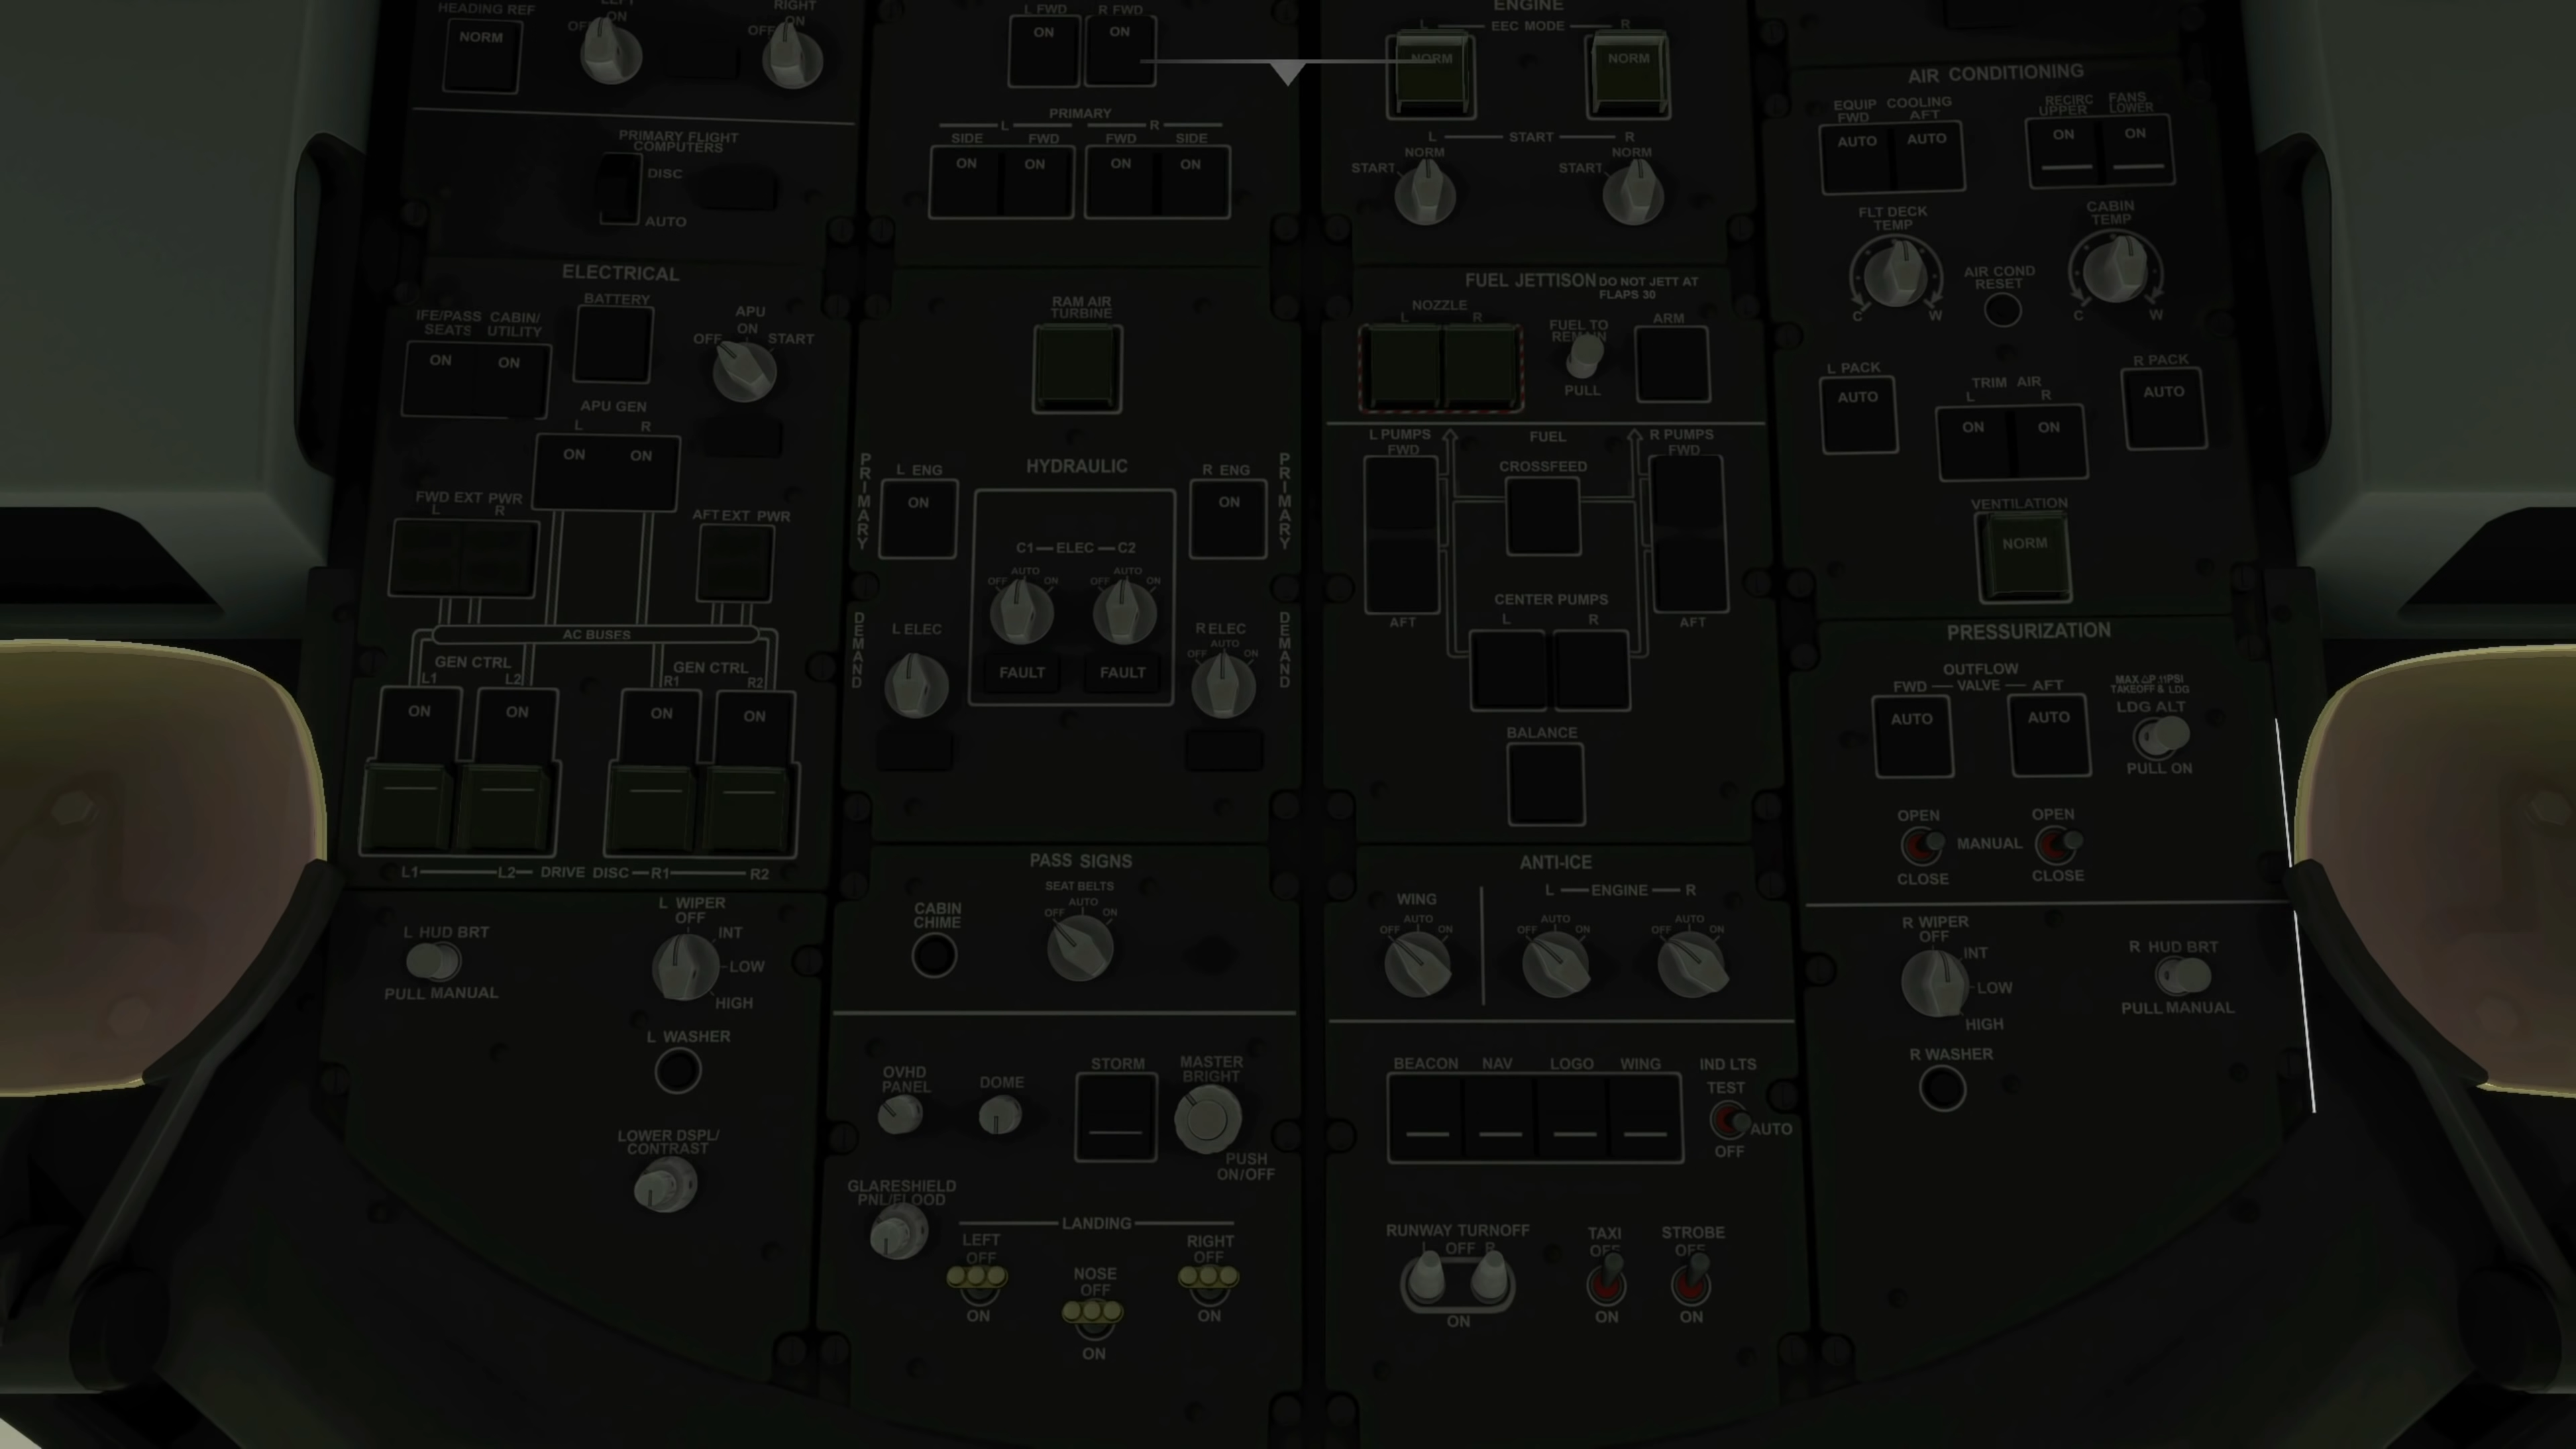 HEADING REF
NORM
LEFT
OFF ON
RIGHT
OFF ON
PRIMARY FLIGHT
COMPUTERS
DISC
AUTO
ELECTRICAL
IFE/PASS
SEATS
ON
CABIN/
UTILITY
ON
BATTERY
APU
OFF ON START
APU GEN
L R
ON ON
FWD EXT PWR
L R
AFT EXT PWR
AC BUSES
GEN CTRL
L1 L2
ON ON
GEN CTRL
R1 R2
ON ON
L1 L2 DRIVE DISC R1 R2
L HUD BRT
PULL MANUAL
L WIPER
OFF
INT
LOW
HIGH
L WASHER
LOWER DSPL/
CONTRAST
L FWD R FWD
ON ON
PRIMARY
L R
SIDE FWD FWD SIDE
ON ON ON ON
RAM AIR
TURBINE
HYDRAULIC
PRIMARY
L ENG
ON
R ENG
ON
PRIMARY
C1 ELEC C2
OFF AUTO ON
OFF AUTO ON
FAULT FAULT
DEMAND
L ELEC
R ELEC
OFF AUTO ON
DEMAND
PASS SIGNS
CABIN
CHIME
SEAT BELTS
OFF AUTO ON
OVHD
PANEL
DOME
STORM
MASTER
BRIGHT
PUSH
ON/OFF
GLARESHIELD
PNL/FLOOD
LANDING
LEFT
OFF
ON
NOSE
OFF
ON
RIGHT
OFF
ON
ENGINE
L EEC MODE R
NORM NORM
L START R
START NORM
START NORM
FUEL JETTISON DO NOT JETT AT
FLAPS 30
NOZZLE
L R
FUEL TO
REMAIN
PULL
ARM
L PUMPS
FWD
AFT
FUEL
CROSSFEED
R PUMPS
FWD
AFT
CENTER PUMPS
L R
BALANCE
ANTI-ICE
WING
OFF AUTO ON
L ENGINE R
OFF AUTO ON
OFF AUTO ON
BEACON NAV LOGO WING
IND LTS
TEST
AUTO
OFF
RUNWAY TURNOFF
L OFF R
ON
TAXI
OFF
ON
STROBE
OFF
ON
AIR CONDITIONING
EQUIP COOLING
FWD AFT
AUTO AUTO
RECIRC FANS
UPPER LOWER
ON ON
FLT DECK
TEMP
C W
AIR COND
RESET
CABIN
TEMP
C W
L PACK
AUTO
TRIM AIR
L R
ON ON
R PACK
AUTO
VENTILATION
NORM
PRESSURIZATION
OUTFLOW
FWD VALVE AFT
AUTO AUTO
MAX △P .11PSI
TAKEOFF & LDG
LDG ALT
PULL ON
OPEN
MANUAL
CLOSE
OPEN
CLOSE
R WIPER
OFF
INT
LOW
HIGH
R HUD BRT
PULL MANUAL
R WASHER